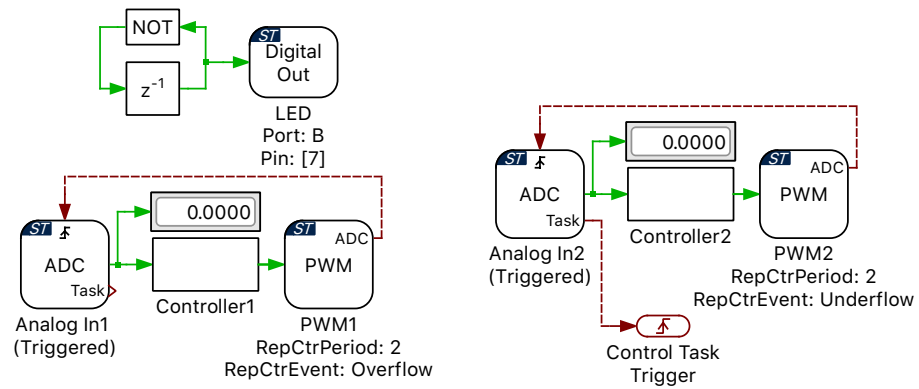 NOT
z-1
ST
Digital
Out
LED
Port: B
Pin: [7]
ST
ADC
Task
Analog In1
(Triggered)
0.0000
Controller1
ST
ADC
PWM
PWM1
RepCtrPeriod: 2
RepCtrEvent: Overflow
ST
ADC
Task
Analog In2
(Triggered)
0.0000
Controller2
ST
ADC
PWM
PWM2
RepCtrPeriod: 2
RepCtrEvent: Underflow
Control Task
Trigger